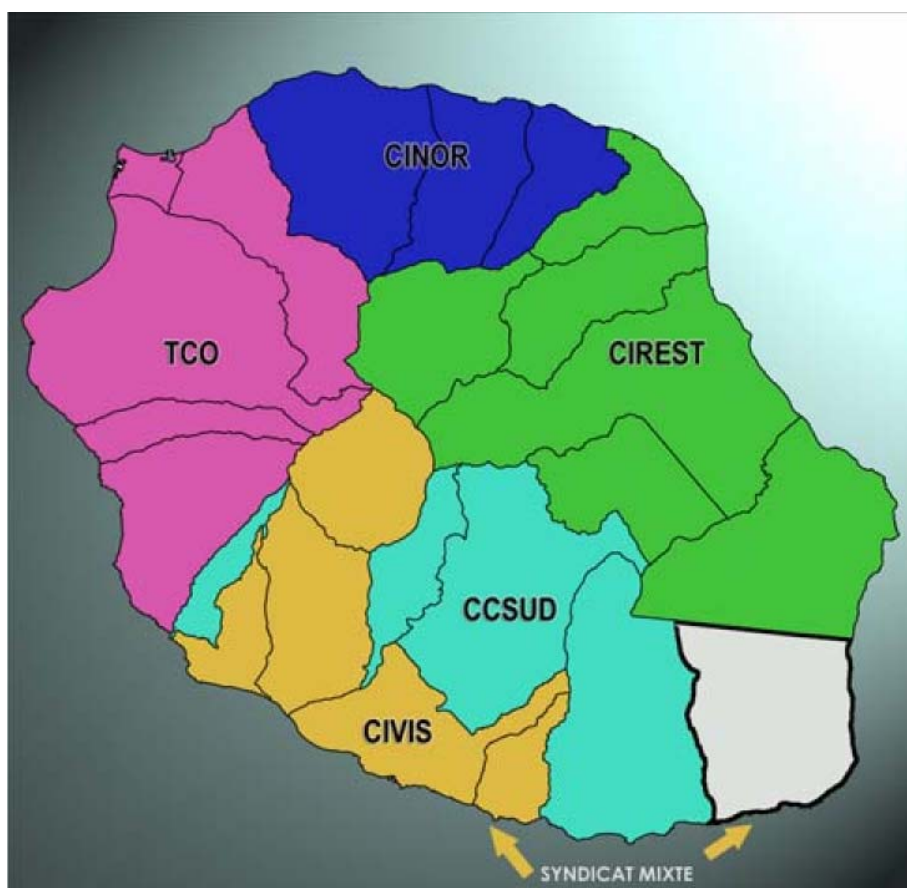 CINOR
TCO
CIREST
CCSUD
CIVIS
SYNDICAT MIXTE